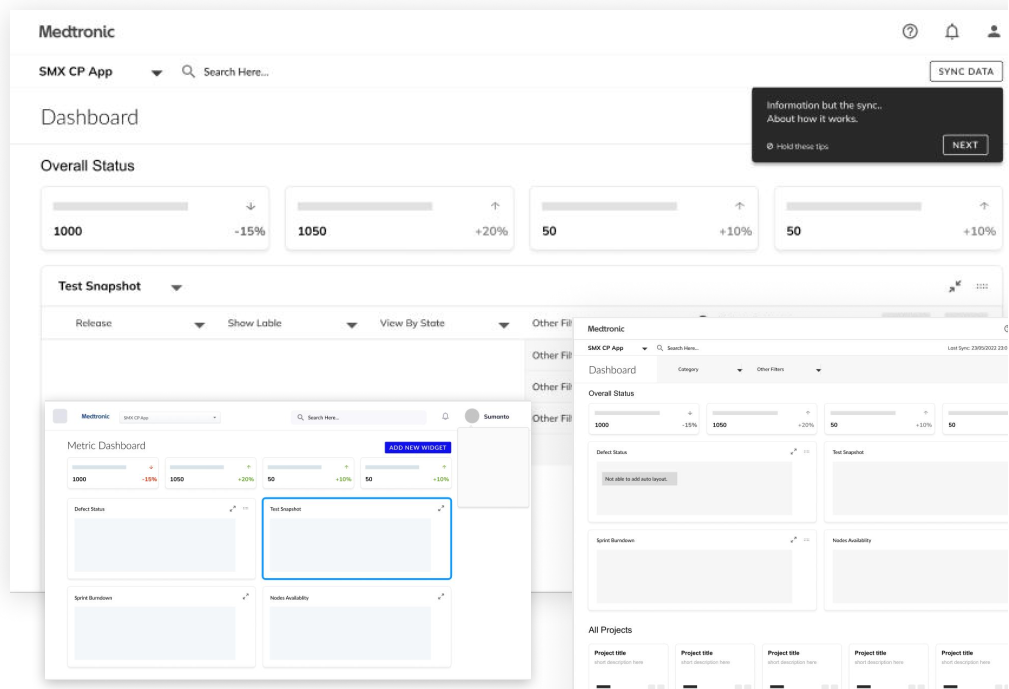 Medtronic
SMX CP App
Search Here...
SYNC DATA
Information but the sync..
About how it works.
Hold these tips
NEXT
Dashboard
Overall Status
1000 -15%
1050 +20%
50 +10%
50 +10%
Test Snapshot
Release
Show Lable
View By State
Other Fil
Other Fil
Other Fil
Other Fil
Medtronic
SMX CP App
Search Here...
Sumanto
Metric Dashboard
ADD NEW WIDGET
1000 -15%
1050 +20%
50 +10%
50 +10%
Defect Status
Test Snapshot
Sprint Burndown
Nodes Availability
Medtronic
SMX CP App
Search Here...
Last Sync: 23/05/2022 23:0
Dashboard
Category
Other Filters
Overall Status
1000 -15%
1050 +20%
50 +10%
50
Defect Status
Test Snapshot
Not able to add auto layout.
Sprint Burndown
Nodes Availability
All Projects
Project title
short description here
Project title
short description here
Project title
short description here
Project title
short description here
Project title
short description here